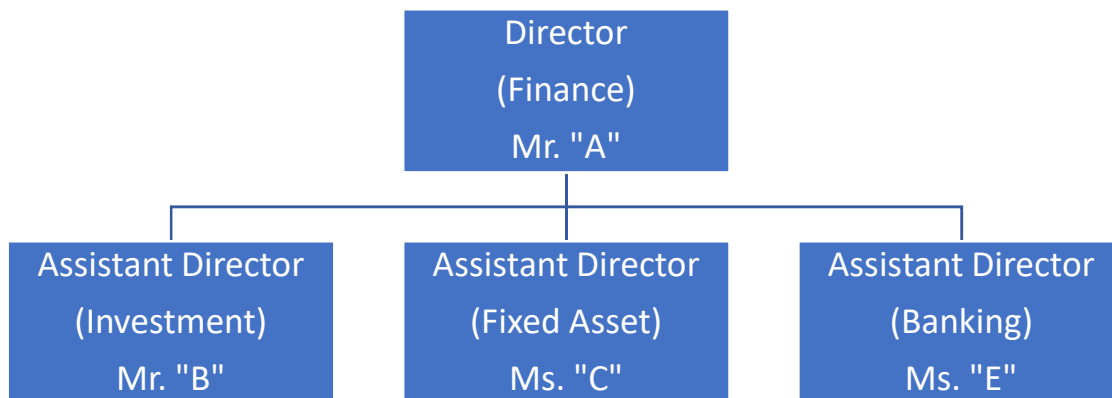 Director
(Finance)
Mr. "A"
Assistant Director
(Investment)
Mr. "B"
Assistant Director
(Fixed Asset)
Ms. "C"
Assistant Director
(Banking)
Ms. "E"